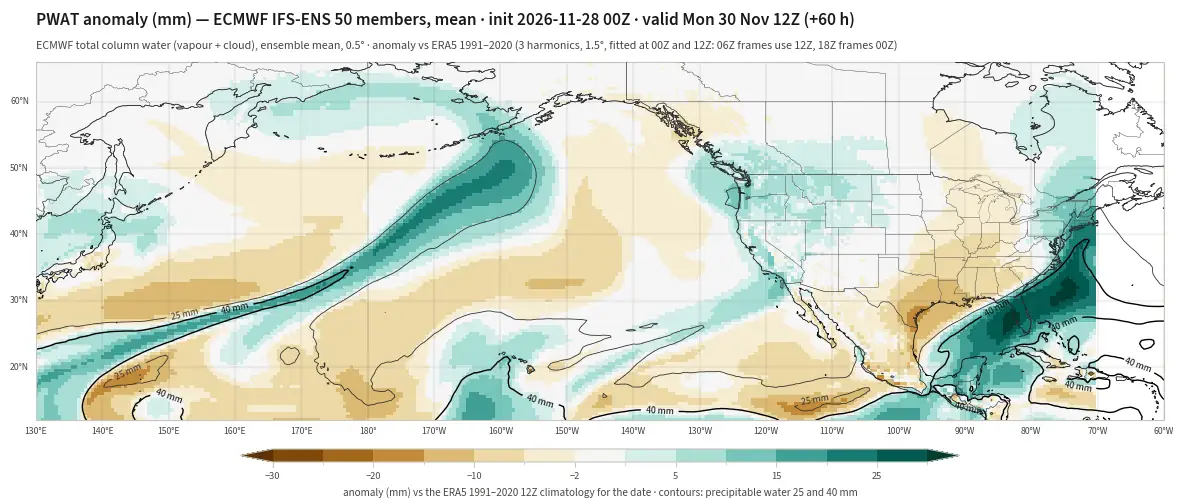 PWAT anomaly (mm) — ECMWF IFS-ENS 50 members, mean · init 2026-11-28 00Z · valid Mon 30 Nov 12Z (+60 h)
ECMWF total column water (vapour + cloud), ensemble mean, 0.5° · anomaly vs ERA5 1991–2020 (3 harmonics, 1.5°, fitted at 00Z and 12Z: 06Z frames use 12Z, 18Z frames 00Z)
60°N
50°N
40°N
30°N
20°N
25 mm
40 mm
25 mm
40 mm
40 mm
40 mm
25 mm
40 mm
40 mm
40 mm
40 mm
40 mm
130°E
140°E
150°E
160°E
170°E
180°
170°W
160°W
150°W
140°W
130°W
120°W
110°W
100°W
90°W
80°W
70°W
60°W
−30
−20
−10
−2
5
15
25
anomaly (mm) vs the ERA5 1991–2020 12Z climatology for the date · contours: precipitable water 25 and 40 mm